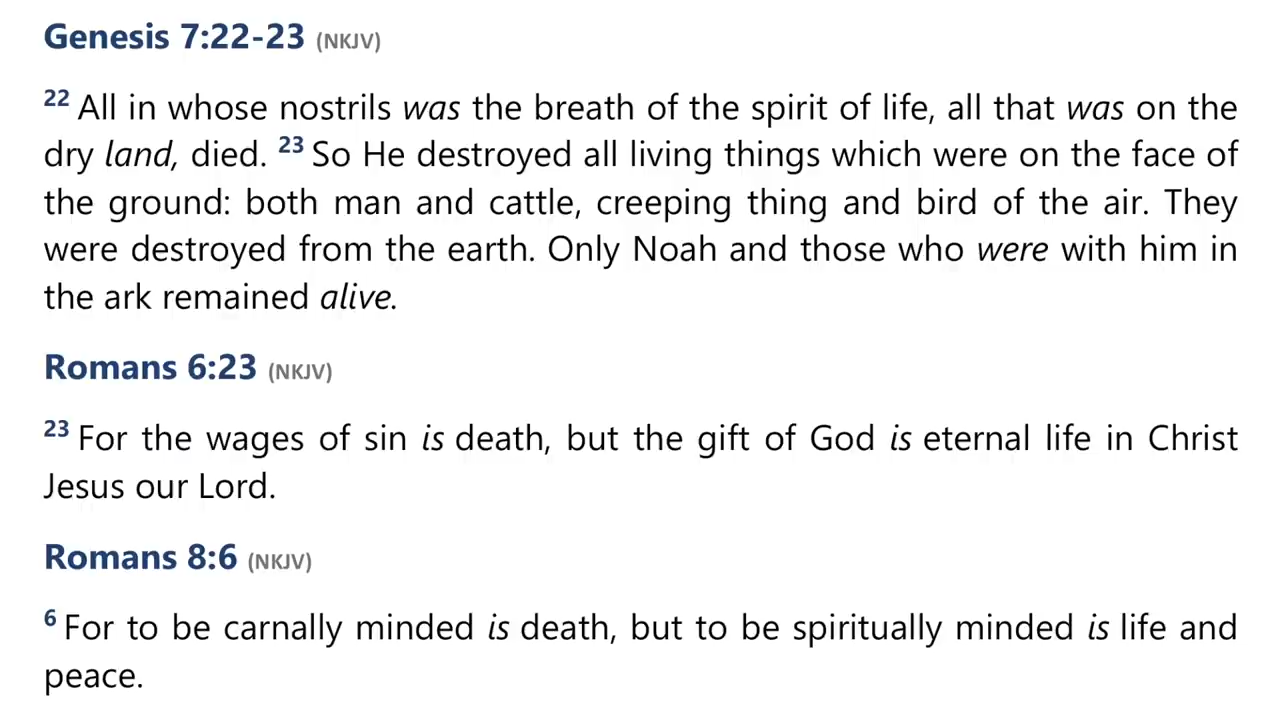 Genesis 7:22-23 (NKJV)
22 All in whose nostrils was the breath of the spirit of life, all that was on the
dry land, died. 23 So He destroyed all living things which were on the face of
the ground: both man and cattle, creeping thing and bird of the air. They
were destroyed from the earth. Only Noah and those who were with him in
the ark remained alive.
Romans 6:23 (NKJV)
23 For the wages of sin is death, but the gift of God is eternal life in Christ
Jesus our Lord.
Romans 8:6 (NKJV)
6 For to be carnally minded is death, but to be spiritually minded is life and
peace.